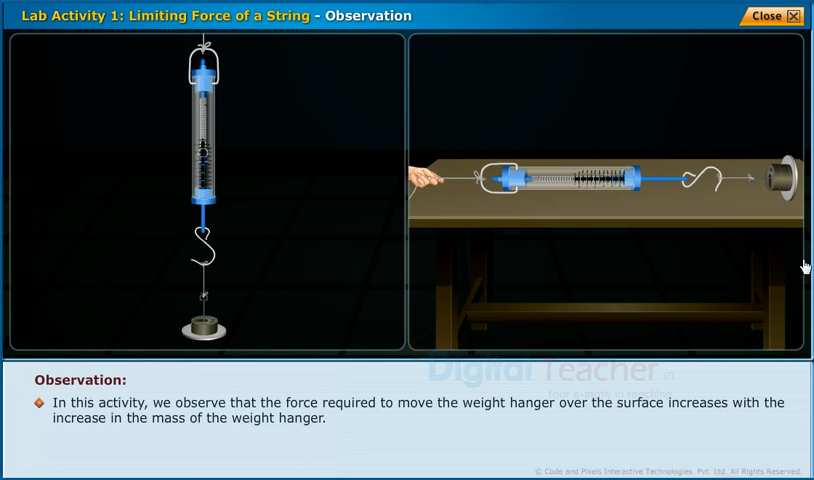 Lab Activity 1: Limiting Force of a String - Observation
Close
Digital Teacher.in
Observation:
In this activity, we observe that the force required to move the weight hanger over the surface increases with the
increase in the mass of the weight hanger.
© Code and Pixels Interactive Technologies Pvt. Ltd. All Rights Reserved.